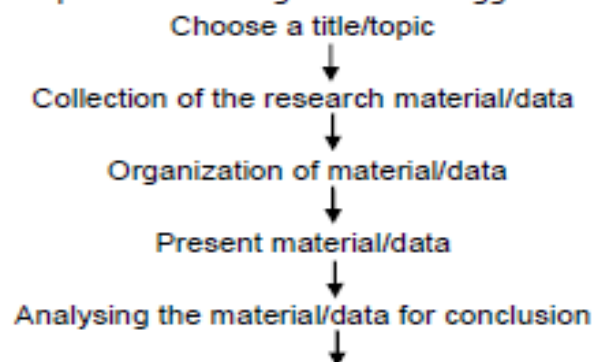 Choose a title/topic
Collection of the research material/data
Organization of material/data
Present material/data
Analysing the material/data for conclusion